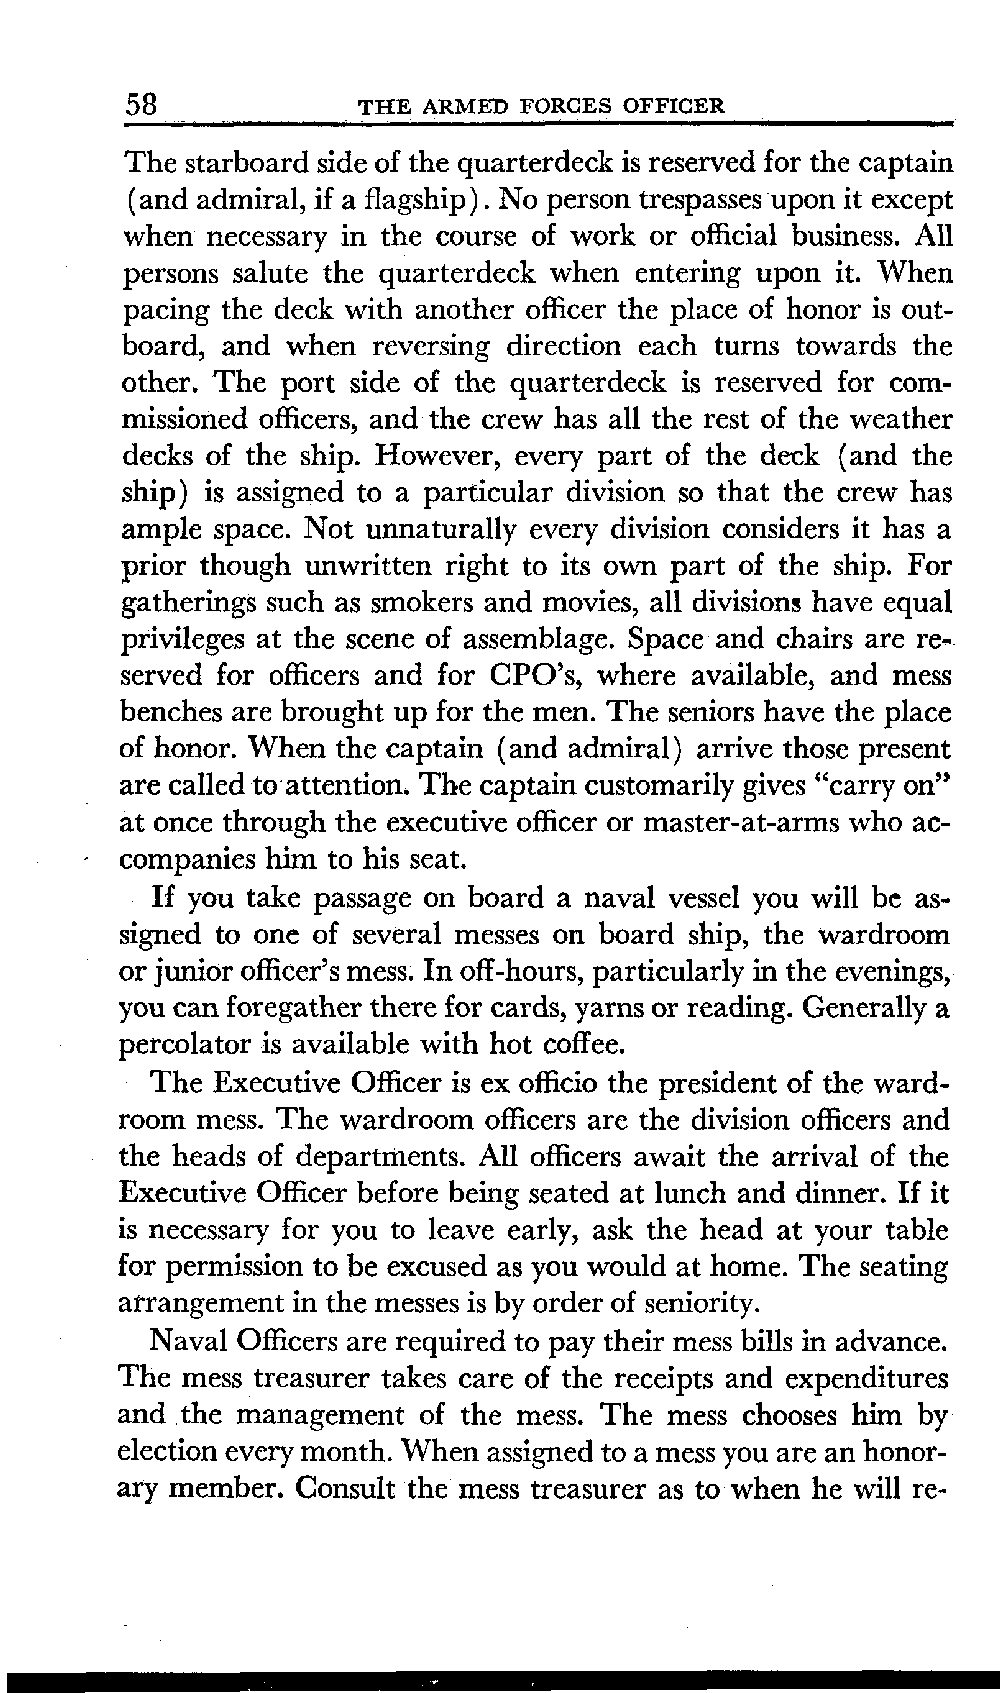 58 THE ARMED FORCES OFFICER
The starboard side of the quarterdeck is reserved for the captain
(and admiral, if a flagship). No person trespasses upon it except
when necessary in the course of work or official business. All
persons salute the quarterdeck when entering upon it. When
pacing the deck with another officer the place of honor is out-
board, and when reversing direction each turns towards the
other. The port side of the quarterdeck is reserved for com-
missioned officers, and the crew has all the rest of the weather
decks of the ship. However, every part of the deck (and the
ship) is assigned to a particular division so that the crew has
ample space. Not unnaturally every division considers it has a
prior though unwritten right to its own part of the ship. For
gatherings such as smokers and movies, all divisions have equal
privileges at the scene of assemblage. Space and chairs are re-
served for officers and for CPO's, where available, and mess
benches are brought up for the men. The seniors have the place
of honor. When the captain (and admiral) arrive those present
are called to attention. The captain customarily gives “carry on”
at once through the executive officer or master-at-arms who ac-
companies him to his seat.
If you take passage on board a naval vessel you will be as-
signed to one of several messes on board ship, the wardroom
or junior officer's mess. In off-hours, particularly in the evenings,
you can foregather there for cards, yarns or reading. Generally a
percolator is available with hot coffee.
The Executive Officer is ex officio the president of the ward-
room mess. The wardroom officers are the division officers and
the heads of departments. All officers await the arrival of the
Executive Officer before being seated at lunch and dinner. If it
is necessary for you to leave early, ask the head at your table
for permission to be excused as you would at home. The seating
arrangement in the messes is by order of seniority.
Naval Officers are required to pay their mess bills in advance.
The mess treasurer takes care of the receipts and expenditures
and the management of the mess. The mess chooses him by
election every month. When assigned to a mess you are an honor-
ary member. Consult the mess treasurer as to when he will re-